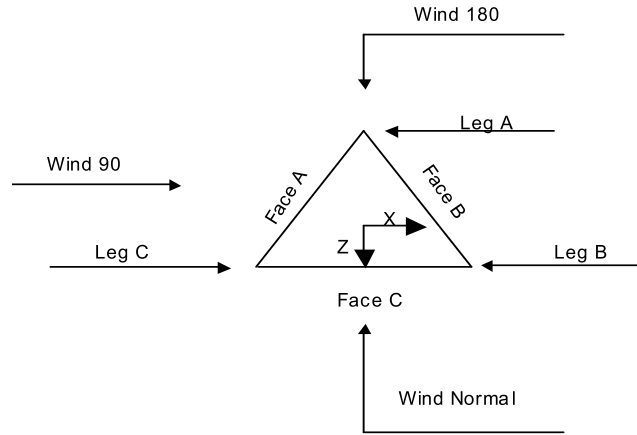 Wind 180
Leg A
Wind 90
Face A
Face B
X
Z
Leg C
Leg B
Face C
Wind Normal